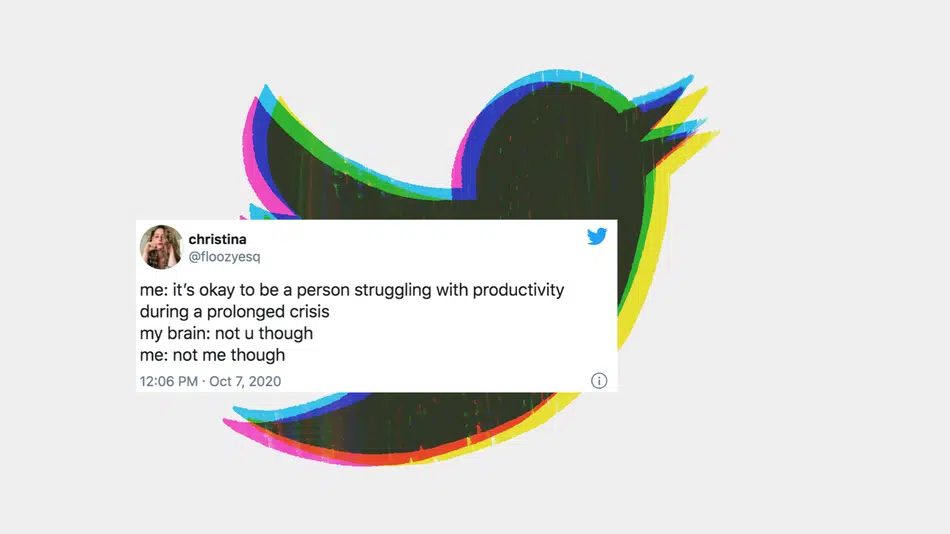 christina
@floozyesq
me: it’s okay to be a person struggling with productivity
during a prolonged crisis
my brain: not u though
me: not me though
12:06 PM · Oct 7, 2020